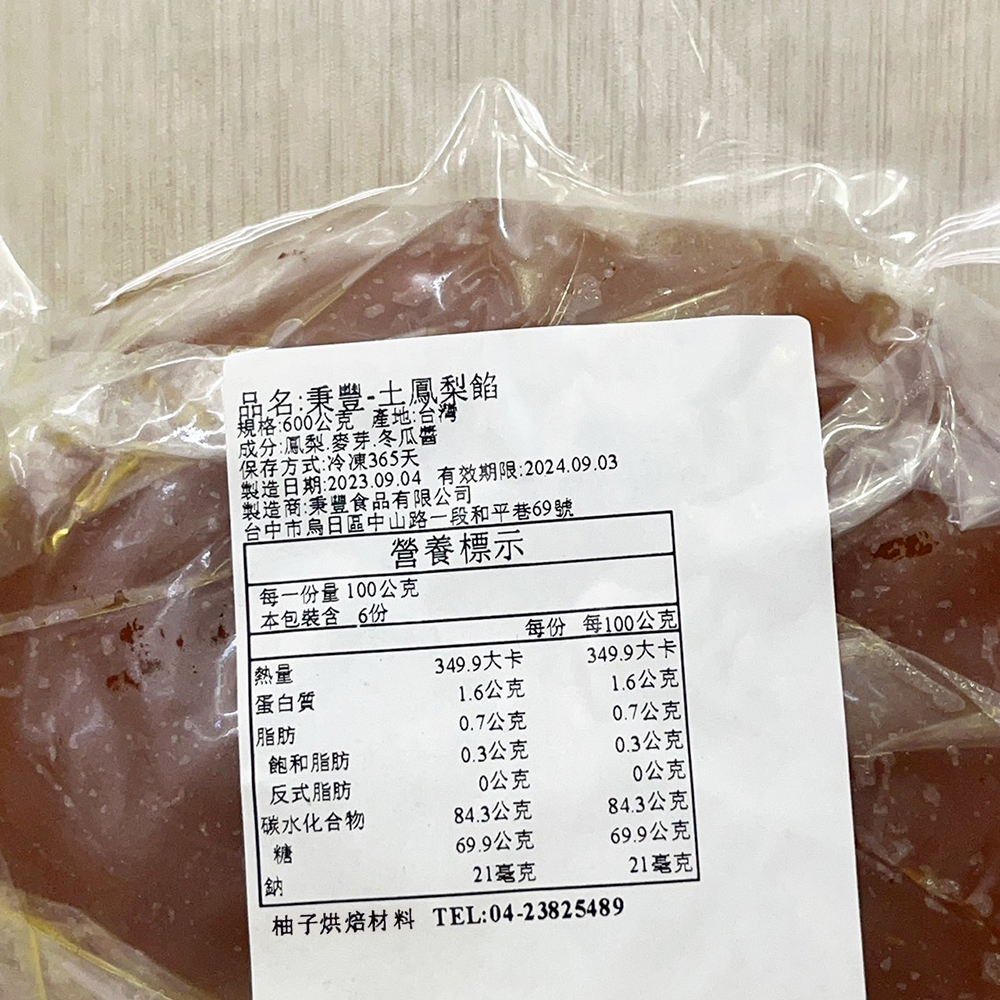 品名:秉豐-土鳳梨餡
規格:600公克 產地:台灣
成分:鳳梨.麥芽.冬瓜醬
保存方式:冷凍365天
製造日期:2023.09.04 有效期限:2024.09.03
製造商:秉豐食品有限公司
台中市烏日區中山路一段和平巷69號
營養標示
每一份量 100公克
本包裝含 6份
每份 每100公克
熱量 349.9大卡 349.9大卡
蛋白質 1.6公克 1.6公克
脂肪 0.7公克 0.7公克
飽和脂肪 0.3公克 0.3公克
反式脂肪 0公克 0公克
碳水化合物 84.3公克 84.3公克
糖 69.9公克 69.9公克
鈉 21毫克 21毫克
柚子烘焙材料 TEL:04-23825489